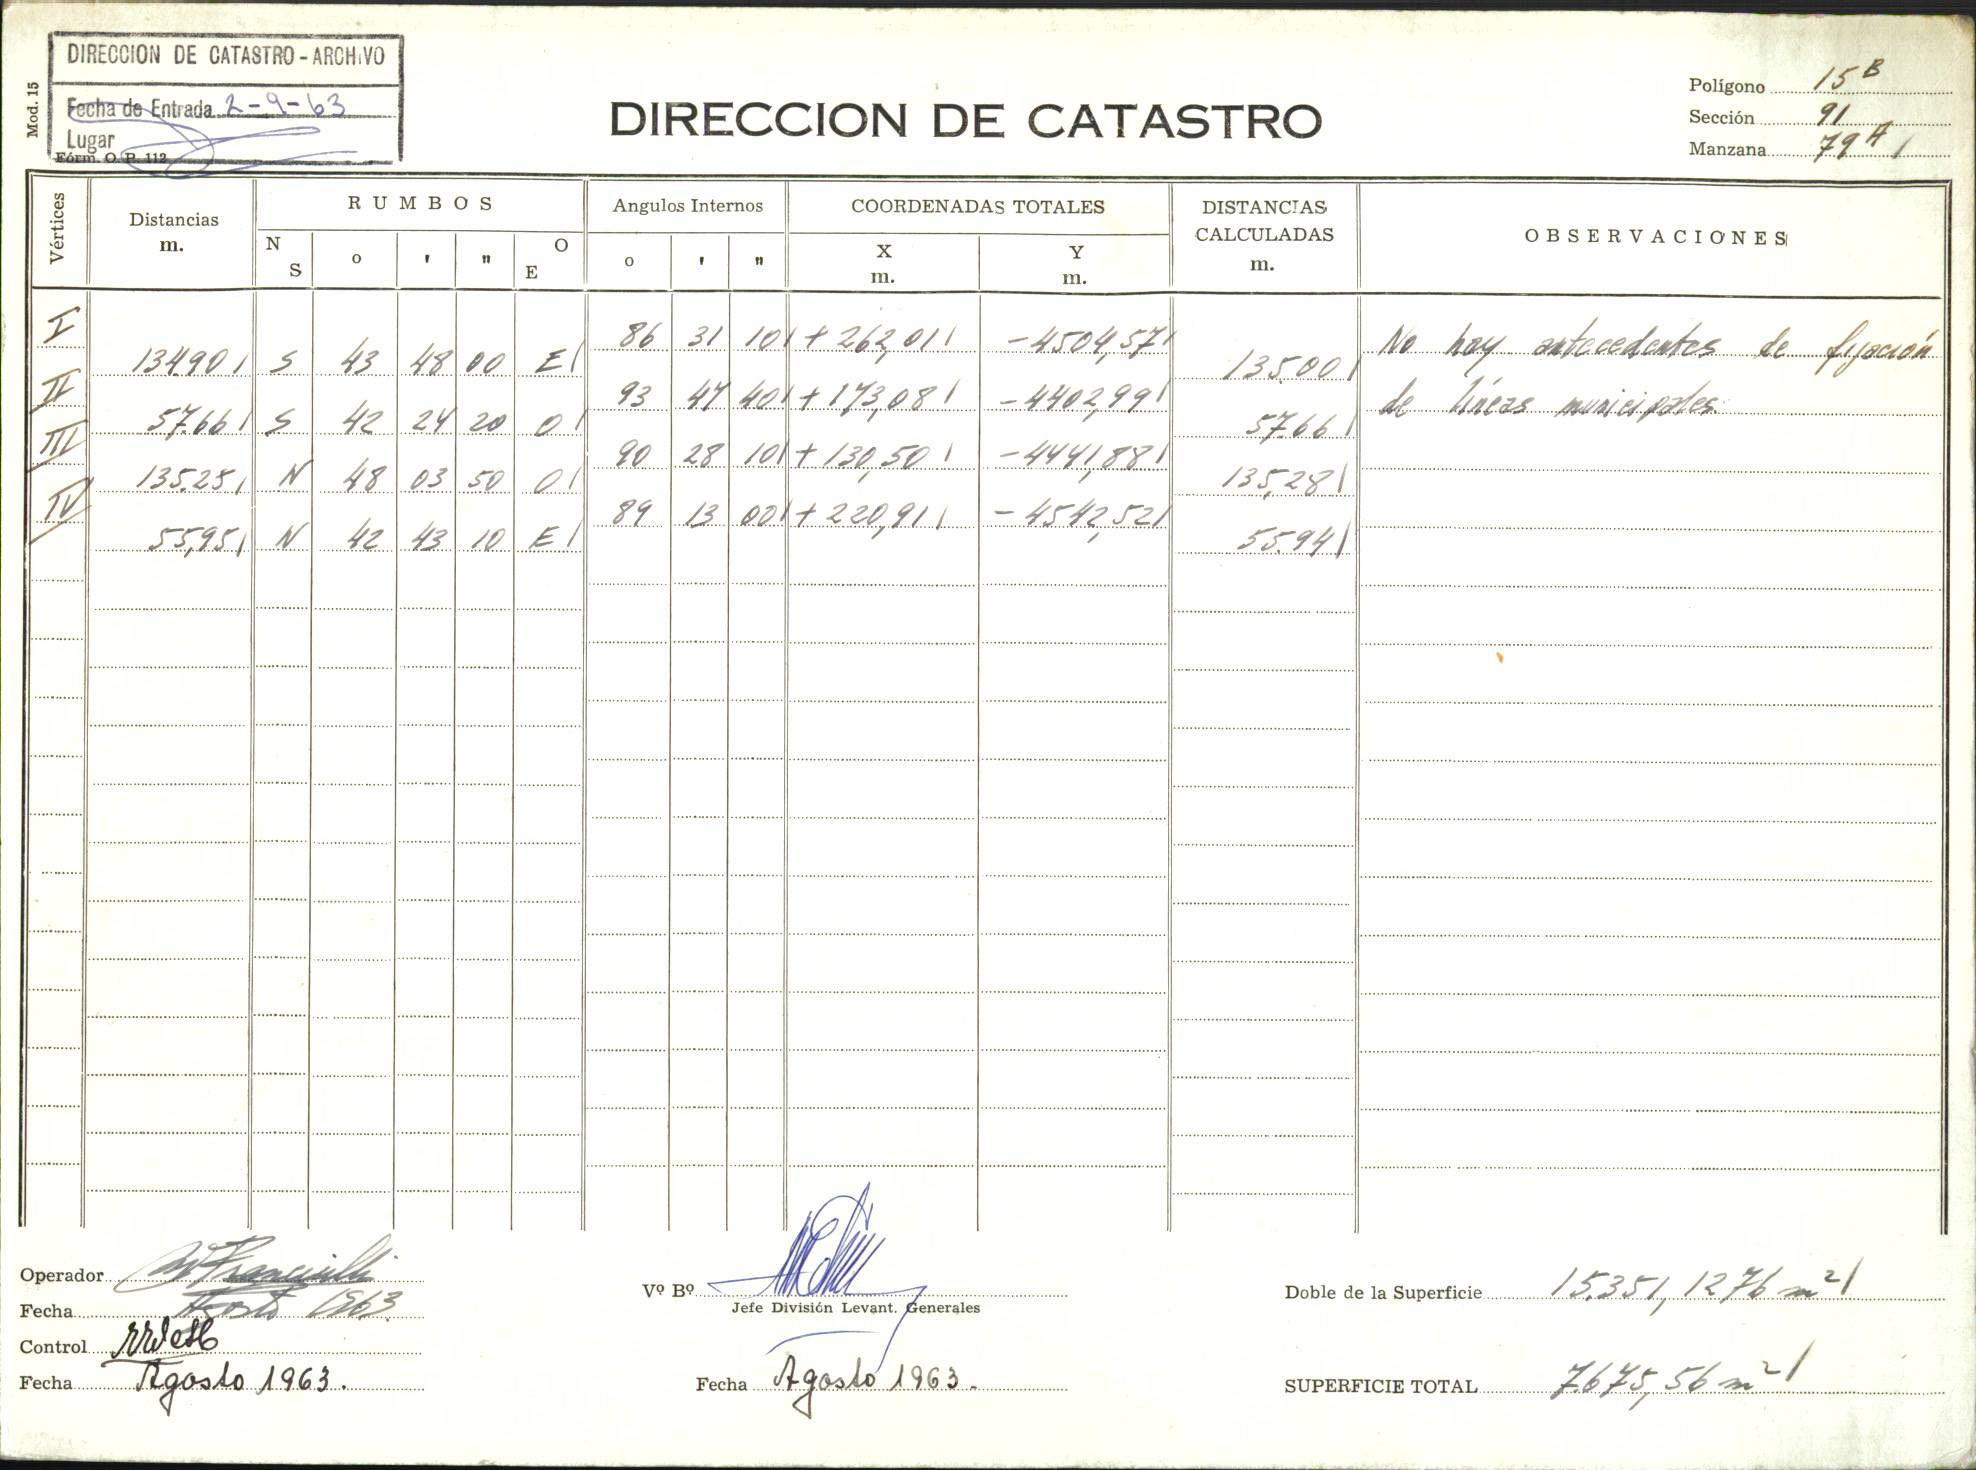 DIRECCION DE CATASTRO - ARCHIVO
Fecha de Entrada 2-9-63
Lugar
Mod. 15
Fórm. O. P. 112
DIRECCION DE CATASTRO
Polígono 15 B
Sección 91
Manzana 79 A
Vértices
Distancias
m.
RUMBOS
N
S
o
'
"
O
E
Angulos Internos
o ' "
COORDENADAS TOTALES
X
m.
Y
m.
DISTANCIAS
CALCULADAS
m.
OBSERVACIONES
I 86 31 10 + 262,01 - 4504,57 No hay antecedentes de fijación
134.90 S 43 48 00 E 135.00
II 93 47 40 + 173,08 - 4402,99 de líneas municipales
57.66 S 42 24 20 O 57.66
III 90 28 10 + 130,50 - 4441,88
135.25 N 48 03 50 O 135,28
IV 89 13 00 + 220,91 - 4542,52
55,95 N 42 43 10 E 55.94
Operador
Fecha Agosto 1963.
Control
Fecha Agosto 1963.
Vº Bº
Jefe División Levant. Generales
Fecha Agosto 1963.
Doble de la Superficie 15.351,1276 m²
SUPERFICIE TOTAL 7.675,56 m²